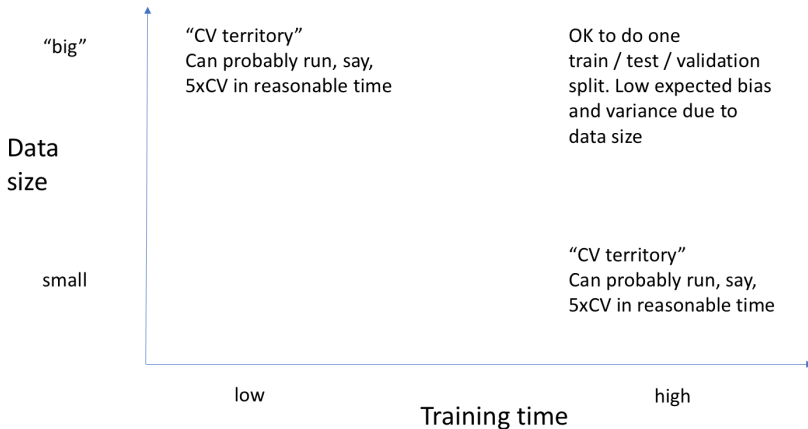 “big”
“CV territory”
Can probably run, say,
5xCV in reasonable time
OK to do one
train / test / validation
split. Low expected bias
and variance due to
data size
Data
size
small
“CV territory”
Can probably run, say,
5xCV in reasonable time
low
high
Training time